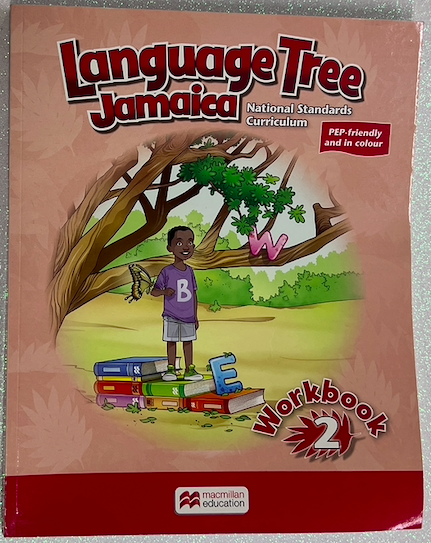 Language Tree
Jamaica
National Standards
Curriculum
PEP-friendly
and in colour
W
B
E
Workbook
2
macmillan
education